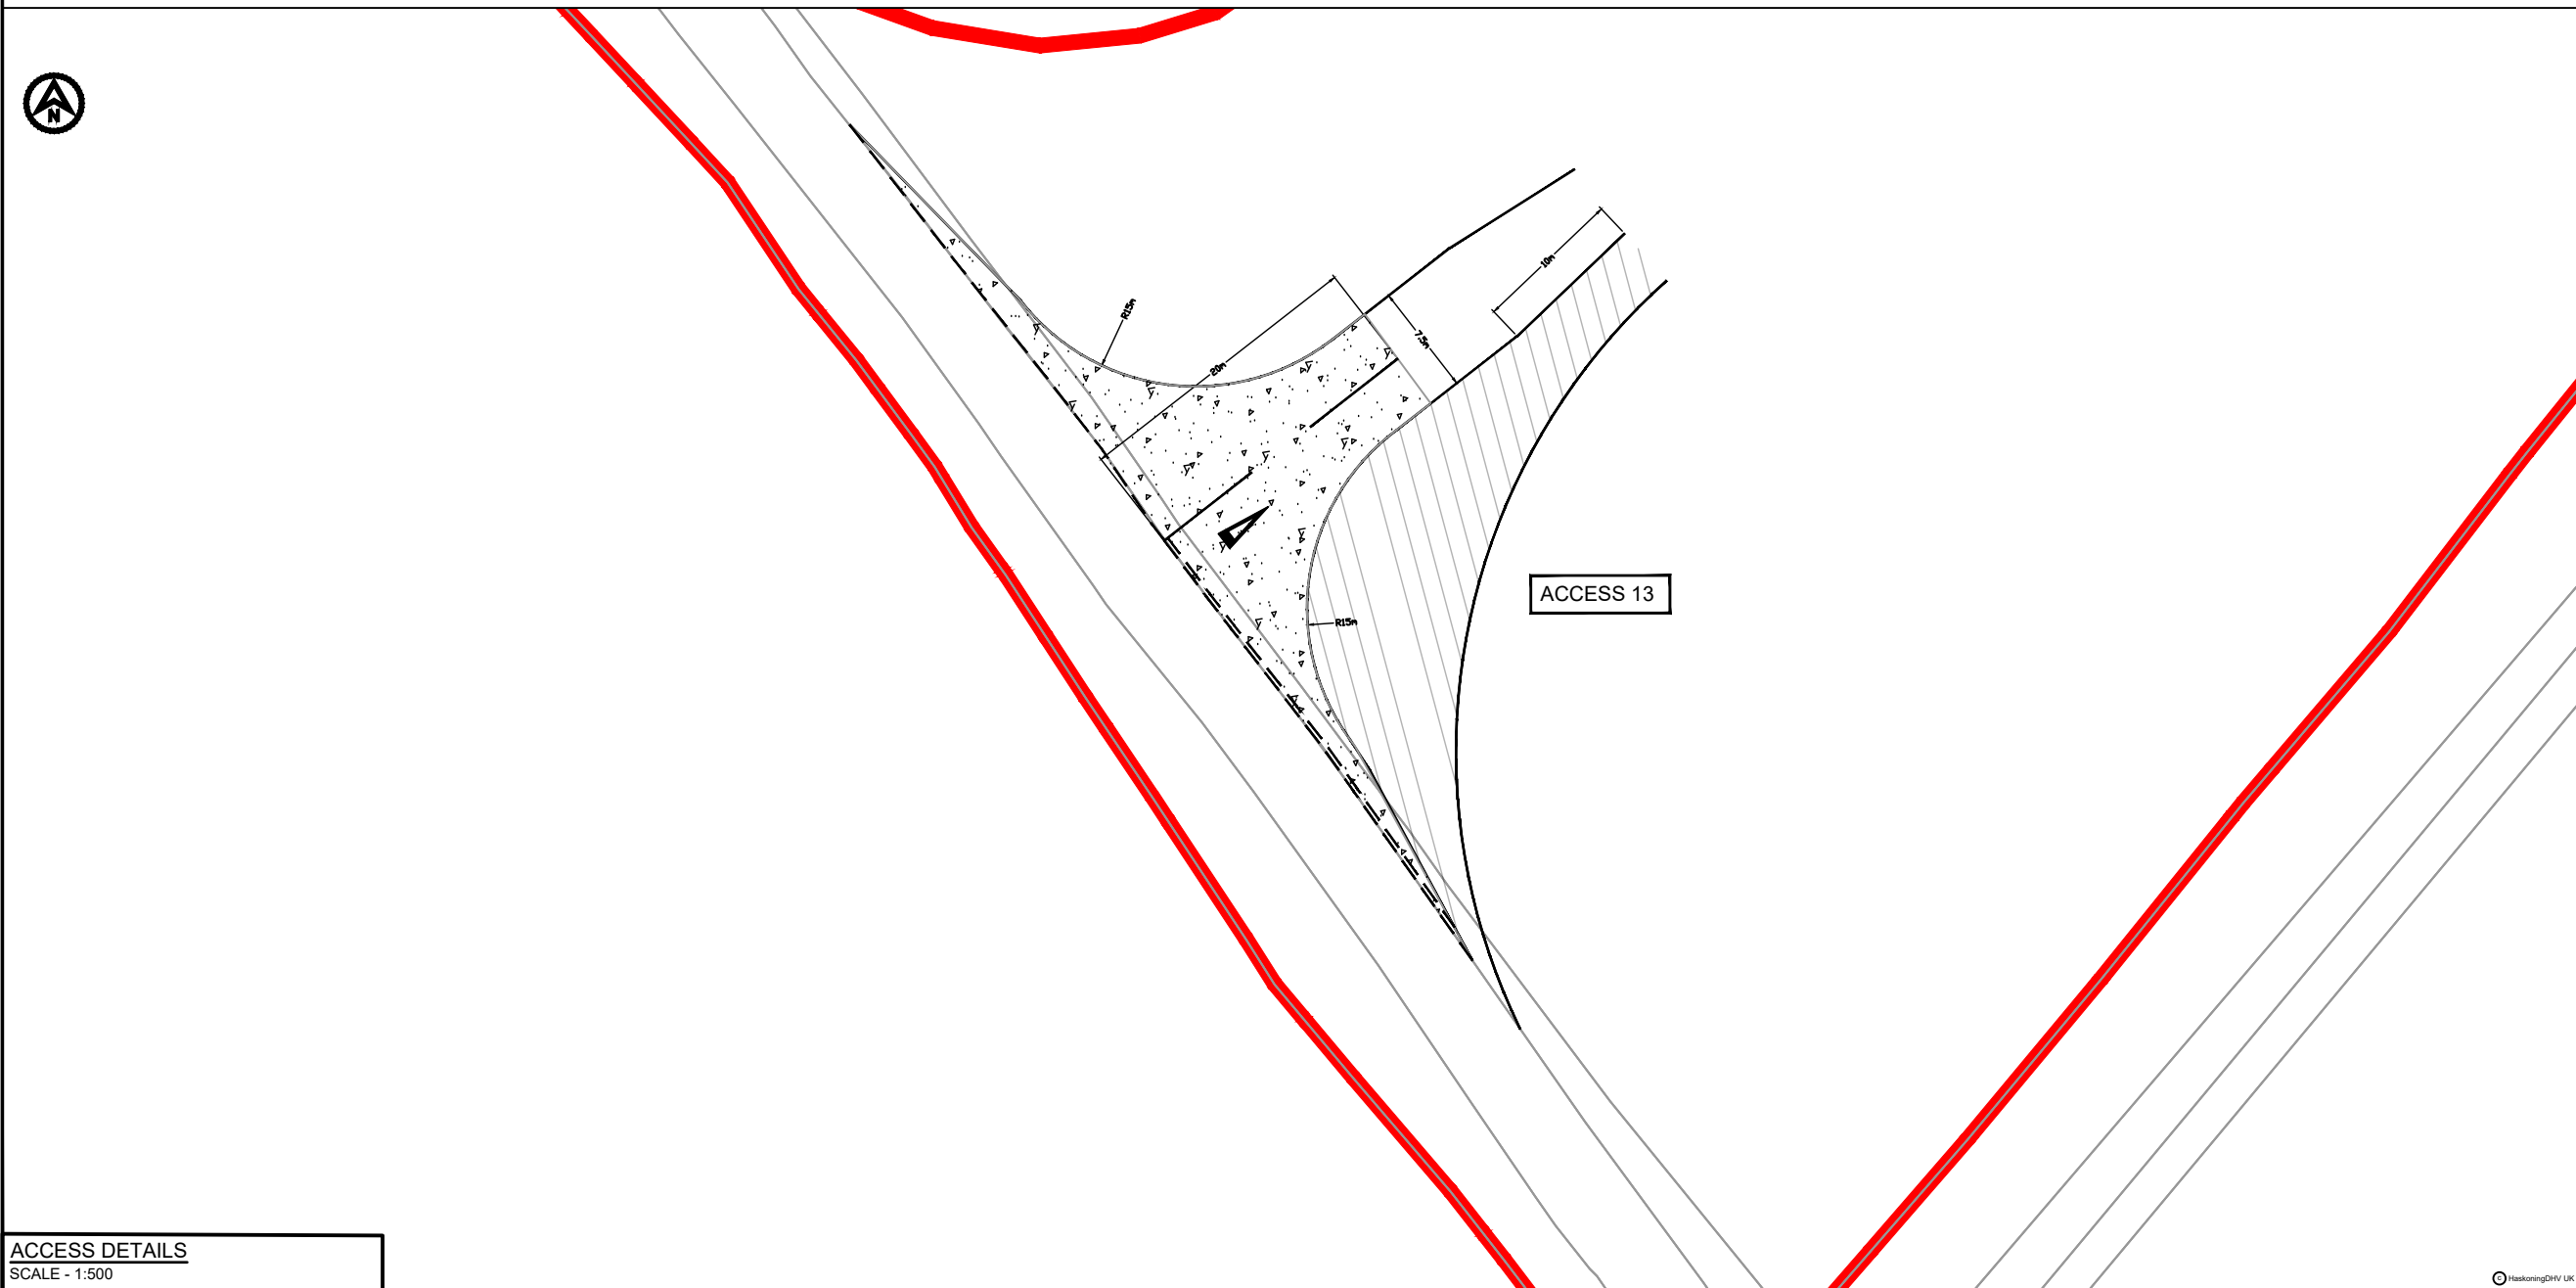 N
R15m
20m
7.5m
10m
R15m
ACCESS 13
ACCESS DETAILS
SCALE - 1:500
© HaskoningDHV UK